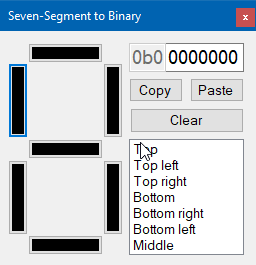 Seven-Segment to Binary
x
0b0 0000000
Copy Paste
Clear
Top
Top left
Top right
Bottom
Bottom right
Bottom left
Middle